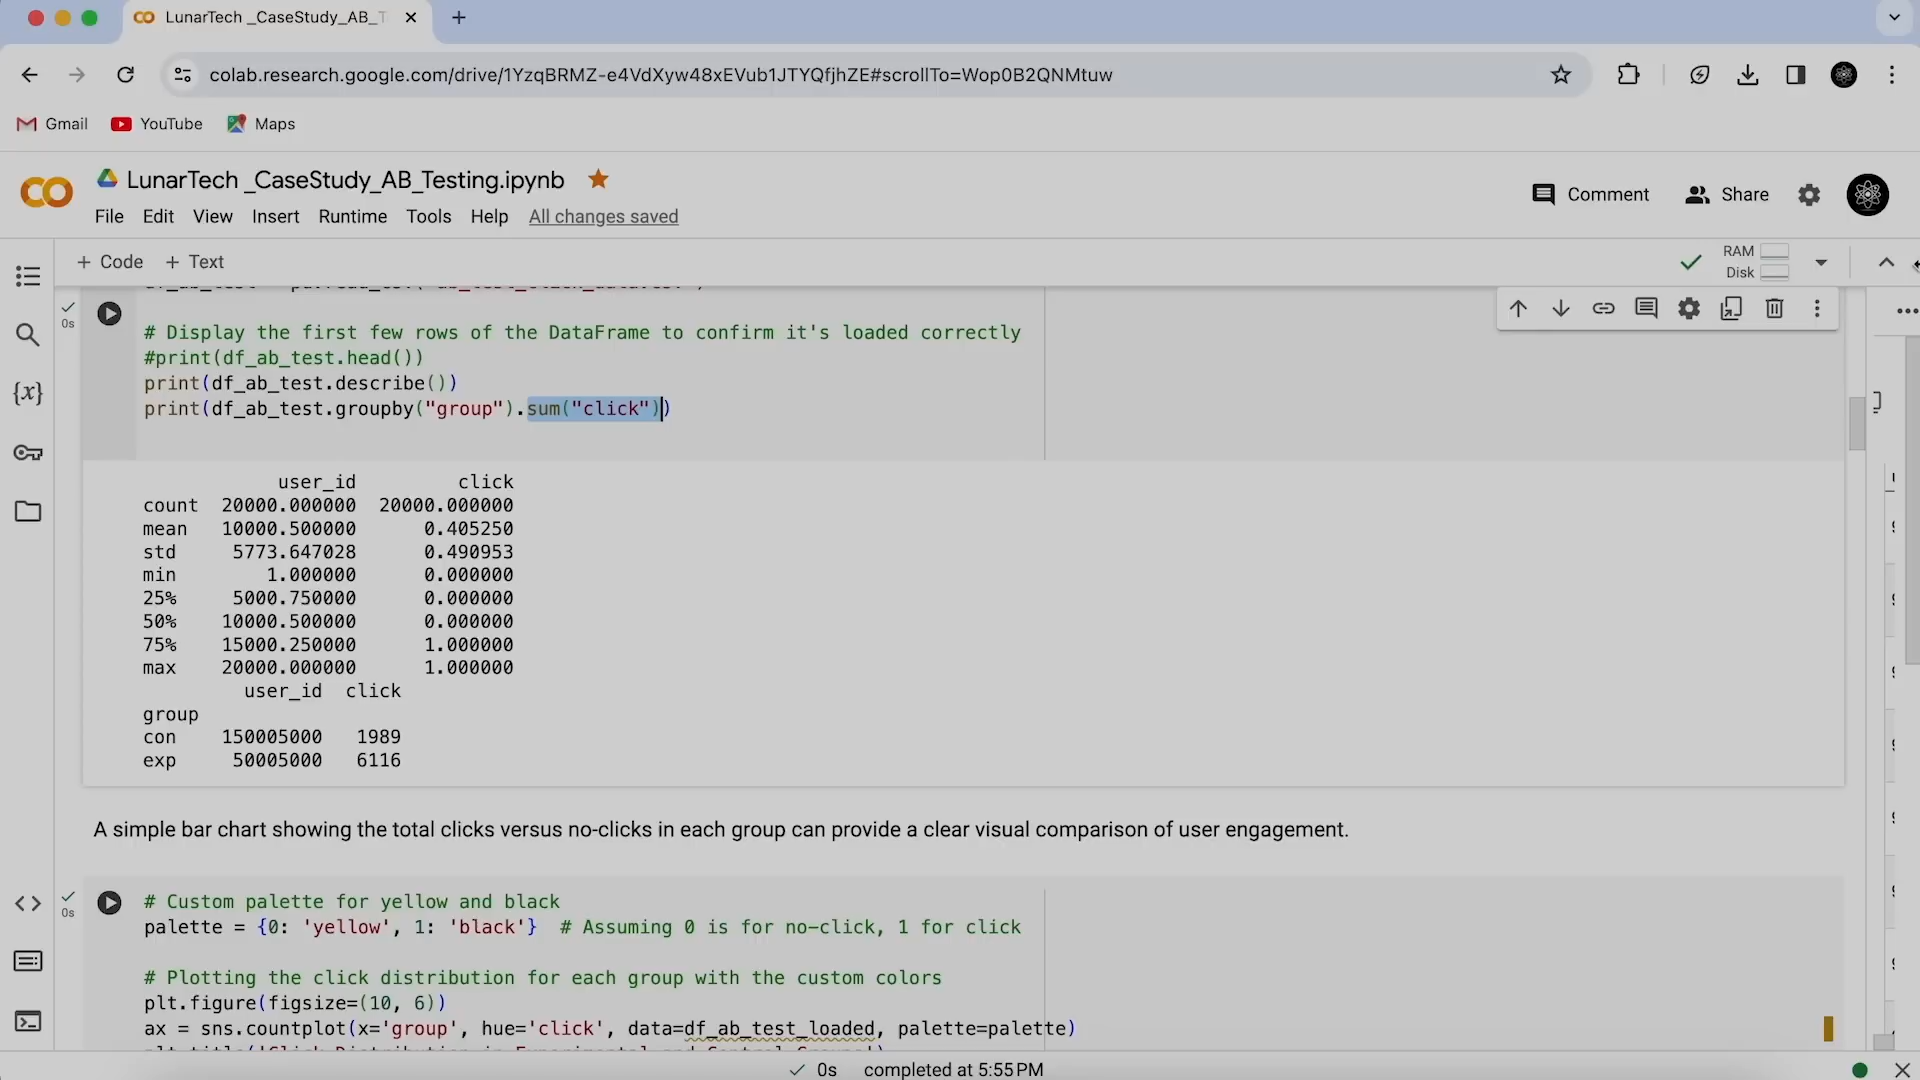 LunarTech _CaseStudy_AB_T
colab.research.google.com/drive/1YzqBRMZ-e4VdXyw48xEVub1JTYQfjhZE#scrollTo=Wop0B2QNMtuw
Gmail YouTube Maps
LunarTech _CaseStudy_AB_Testing.ipynb
Comment Share
File Edit View Insert Runtime Tools Help All changes saved
+ Code + Text
RAM
Disk
0s
# Display the first few rows of the DataFrame to confirm it's loaded correctly
#print(df_ab_test.head())
print(df_ab_test.describe())
print(df_ab_test.groupby("group").sum("click"))
user_id click
count 20000.000000 20000.000000
mean 10000.500000 0.405250
std 5773.647028 0.490953
min 1.000000 0.000000
25% 5000.750000 0.000000
50% 10000.500000 0.000000
75% 15000.250000 1.000000
max 20000.000000 1.000000
user_id click
group
con 150005000 1989
exp 50005000 6116
A simple bar chart showing the total clicks versus no-clicks in each group can provide a clear visual comparison of user engagement.
0s
# Custom palette for yellow and black
palette = {0: 'yellow', 1: 'black'} # Assuming 0 is for no-click, 1 for click
# Plotting the click distribution for each group with the custom colors
plt.figure(figsize=(10, 6))
ax = sns.countplot(x='group', hue='click', data=df_ab_test_loaded, palette=palette)
0s completed at 5:55 PM